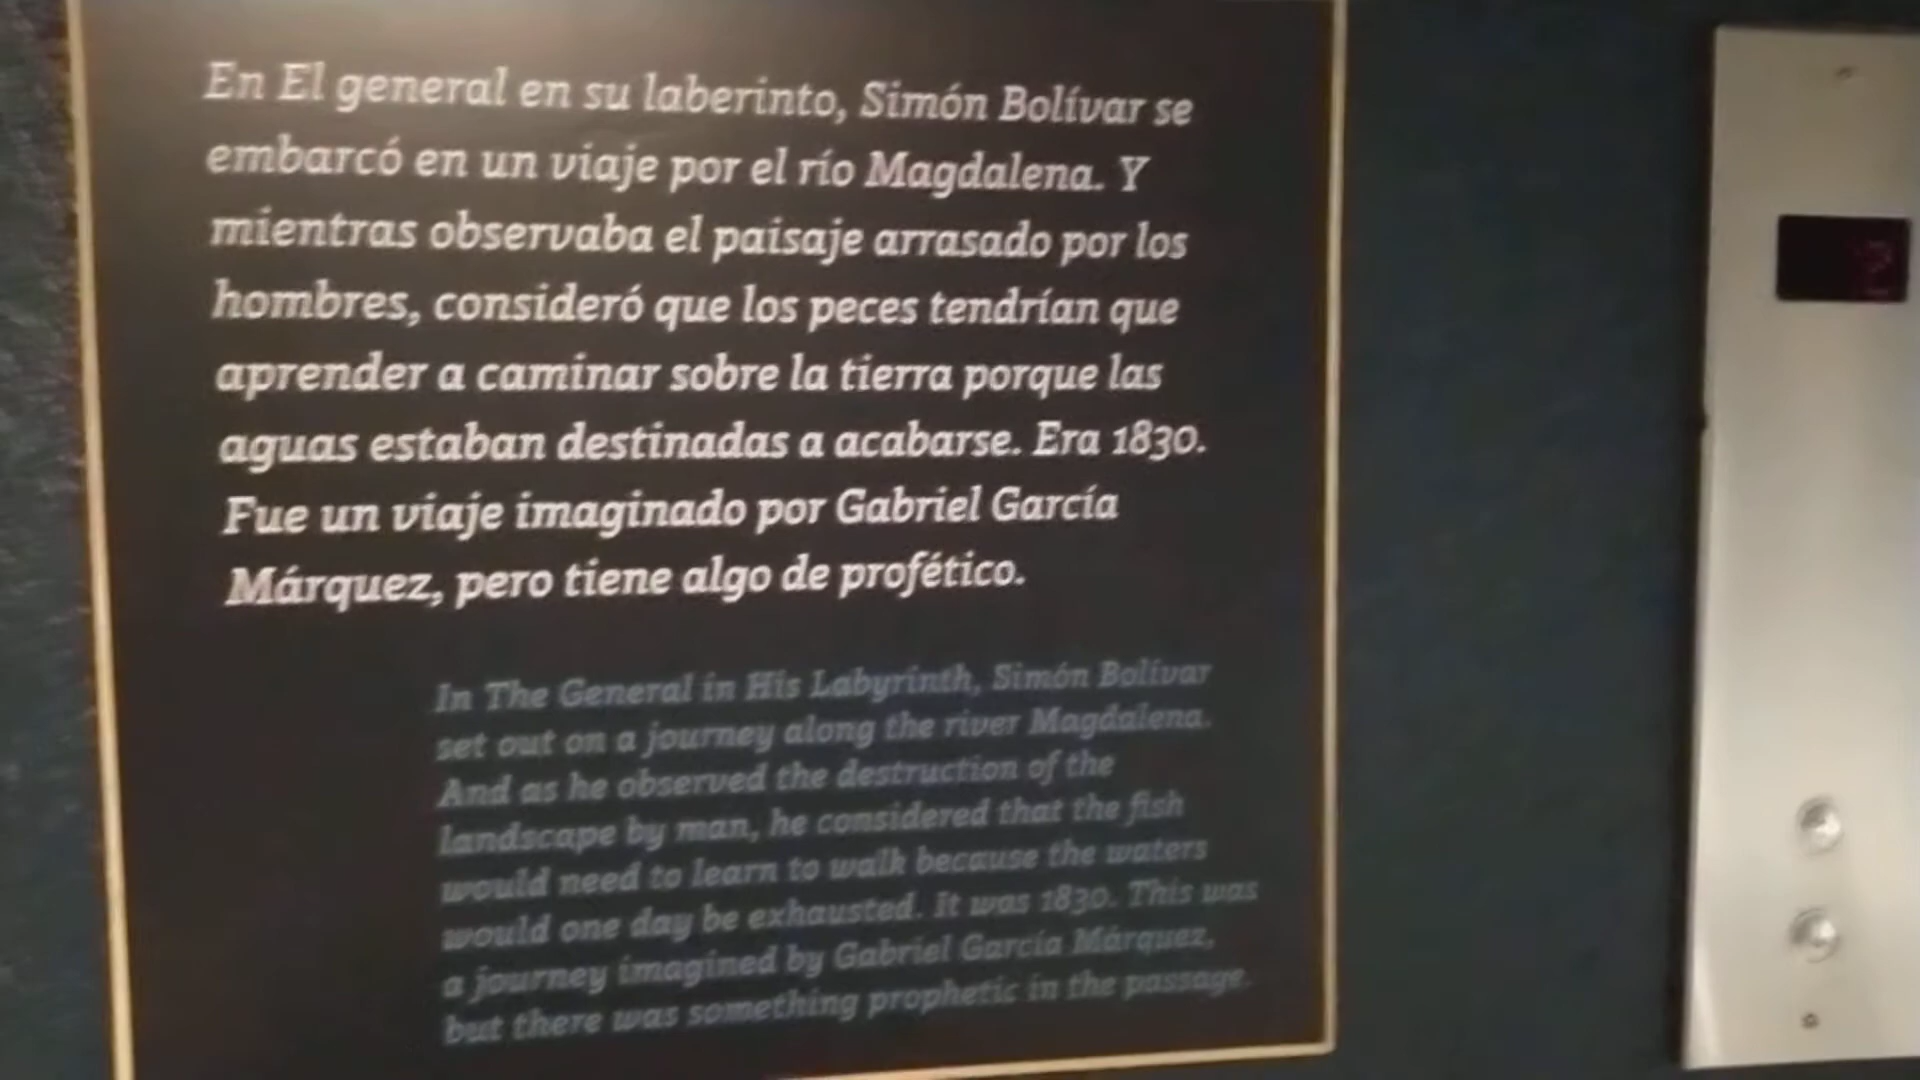 En El general en su laberinto, Simón Bolívar se
embarcó en un viaje por el río Magdalena. Y
mientras observaba el paisaje arrasado por los
hombres, consideró que los peces tendrían que
aprender a caminar sobre la tierra porque las
aguas estaban destinadas a acabarse. Era 1830.
Fue un viaje imaginado por Gabriel García
Márquez, pero tiene algo de profético.
In The General in His Labyrinth, Simón Bolívar
set out on a journey along the river Magdalena.
And as he observed the destruction of the
landscape by man, he considered that the fish
would need to learn to walk because the waters
would one day be exhausted. It was 1830. This was
a journey imagined by Gabriel García Márquez,
but there was something prophetic in the passage.